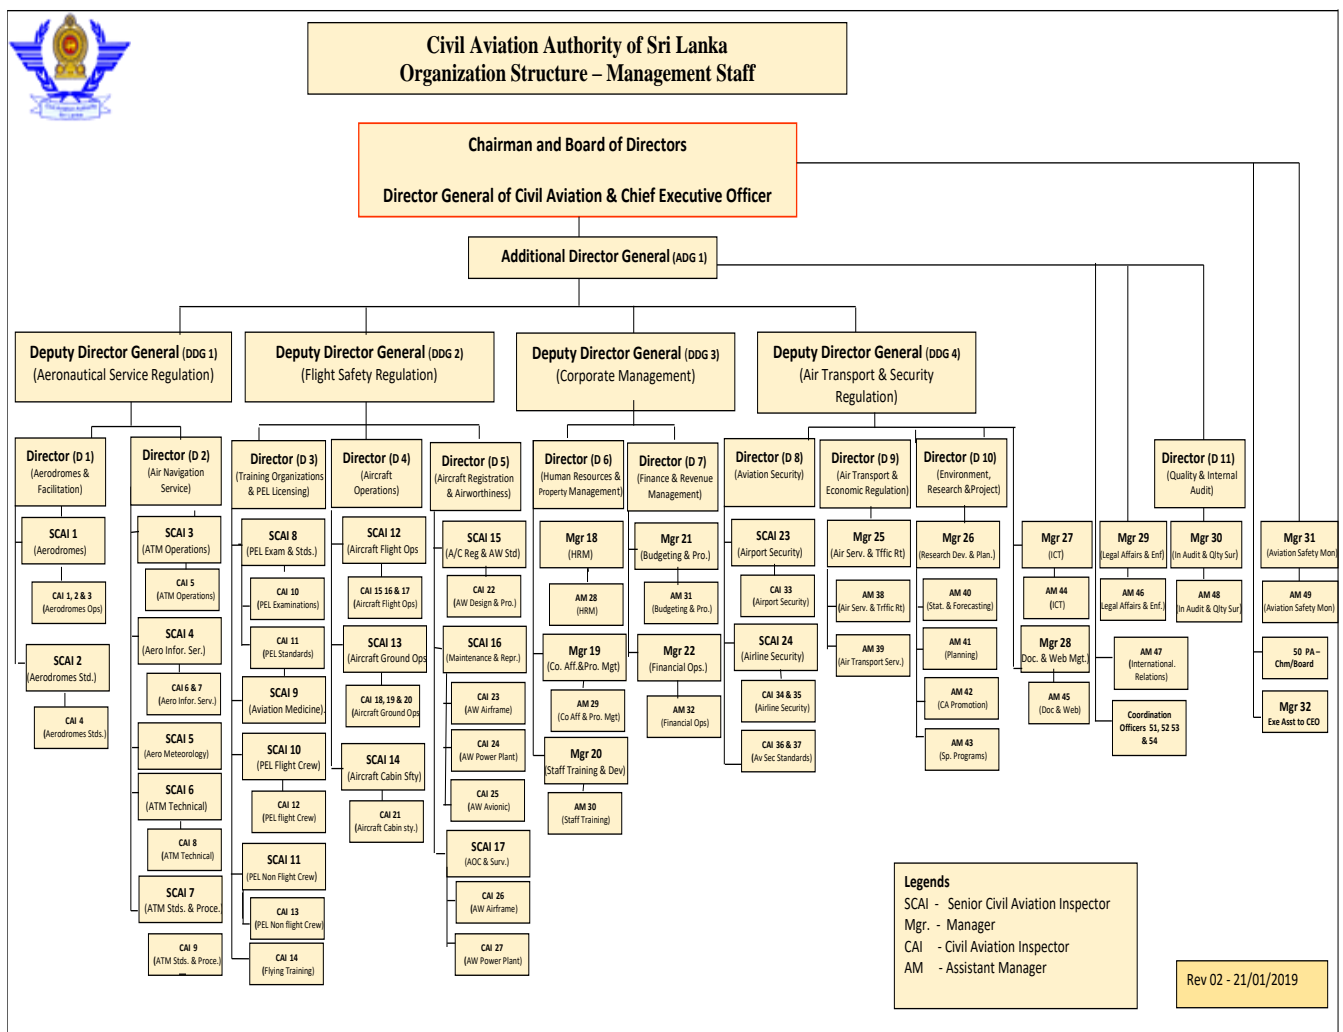 Civil Aviation Authority of Sri Lanka
Organization Structure – Management Staff
Civil Aviation Authority
Sri Lanka
Chairman and Board of Directors
Director General of Civil Aviation & Chief Executive Officer
Additional Director General (ADG 1)
Deputy Director General (DDG 1)
(Aeronautical Service Regulation)
Deputy Director General (DDG 2)
(Flight Safety Regulation)
Deputy Director General (DDG 3)
(Corporate Management)
Deputy Director General (DDG 4)
(Air Transport & Security
Regulation)
Director (D 1)
(Aerodromes &
Facilitation)
SCAI 1
(Aerodromes)
CAI 1, 2 & 3
(Aerodromes Ops)
SCAI 2
(Aerodromes Std.)
CAI 4
(Aerodromes Stds.)
Director (D 2)
(Air Navigation
Service)
SCAI 3
(ATM Operations)
CAI 5
(ATM Operations)
SCAI 4
(Aero Infor. Ser.)
CAI 6 & 7
(Aero Infor. Serv.)
SCAI 5
(Aero Meteorology)
SCAI 6
(ATM Technical)
CAI 8
(ATM Technical)
SCAI 7
(ATM Stds. & Proce.)
CAI 9
(ATM Stds. & Proce.)
Director (D 3)
(Training Organizations
& PEL Licensing)
SCAI 8
(PEL Exam & Stds.)
CAI 10
(PEL Examinations)
CAI 11
(PEL Standards)
SCAI 9
(Aviation Medicine).
SCAI 10
(PEL Flight Crew)
CAI 12
(PEL flight Crew)
SCAI 11
(PEL Non Flight Crew)
CAI 13
(PEL Non flight Crew)
CAI 14
(Flying Training)
Director (D 4)
(Aircraft
Operations)
SCAI 12
(Aircraft Flight Ops
CAI 15 16 & 17
(Aircraft Flight Ops)
SCAI 13
(Aircraft Ground Ops
CAI 18, 19 & 20
(Aircraft Ground Ops
SCAI 14
(Aircraft Cabin Sfty)
CAI 21
(Aircraft Cabin sty.)
Director (D 5)
(Aircraft Registration
& Airworthiness)
SCAI 15
(A/C Reg & AW Std)
CAI 22
(AW Design & Pro.)
SCAI 16
(Maintenance & Repr.)
CAI 23
(AW Airframe)
CAI 24
(AW Power Plant)
CAI 25
(AW Avionic)
SCAI 17
(AOC & Surv.)
CAI 26
(AW Airframe)
CAI 27
(AW Power Plant)
Director (D 6)
(Human Resources &
Property Management)
Mgr 18
(HRM)
AM 28
(HRM)
Mgr 19
(Co. Aff.&Pro. Mgt)
AM 29
(Co Aff & Pro. Mgt)
Mgr 20
(Staff Training & Dev)
AM 30
(Staff Training)
Director (D 7)
(Finance & Revenue
Management)
Mgr 21
(Budgeting & Pro.)
AM 31
(Budgeting & Pro.)
Mgr 22
(Financial Ops.)
AM 32
(Financial Ops)
Director (D 8)
(Aviation Security)
SCAI 23
(Airport Security)
CAI 33
(Airport Security)
SCAI 24
(Airline Security)
CAI 34 & 35
(Airline Security)
CAI 36 & 37
(Av Sec Standards)
Director (D 9)
(Air Transport &
Economic Regulation)
Mgr 25
(Air Serv. & Tffic Rt)
AM 38
(Air Serv. & Trffic Rt)
AM 39
(Air Transport Serv.)
Director (D 10)
(Environment,
Research &Project)
Mgr 26
(Research Dev. & Plan.)
AM 40
(Stat. & Forecasting)
AM 41
(Planning)
AM 42
(CA Promotion)
AM 43
(Sp. Programs)
Mgr 27
(ICT)
AM 44
(ICT)
Mgr 28
Doc. & Web Mgt.)
AM 45
(Doc & Web)
Mgr 29
(Legal Affairs & Enf)
AM 46
Legal Affairs & Enf.)
AM 47
(International.
Relations)
Coordination
Officers 51, 52 53
& 54
Director (D 11)
(Quality & Internal
Audit)
Mgr 30
(In Audit & Qlty Sur)
AM 48
(In Audit & Qlity Sur)
Mgr 31
(Aviation Safety Mon)
AM 49
(Aviation Safety Mon)
50 PA –
Chm/Board
Mgr 32
Exe Asst to CEO
Legends
SCAI - Senior Civil Aviation Inspector
Mgr. - Manager
CAI - Civil Aviation Inspector
AM - Assistant Manager
Rev 02 - 21/01/2019